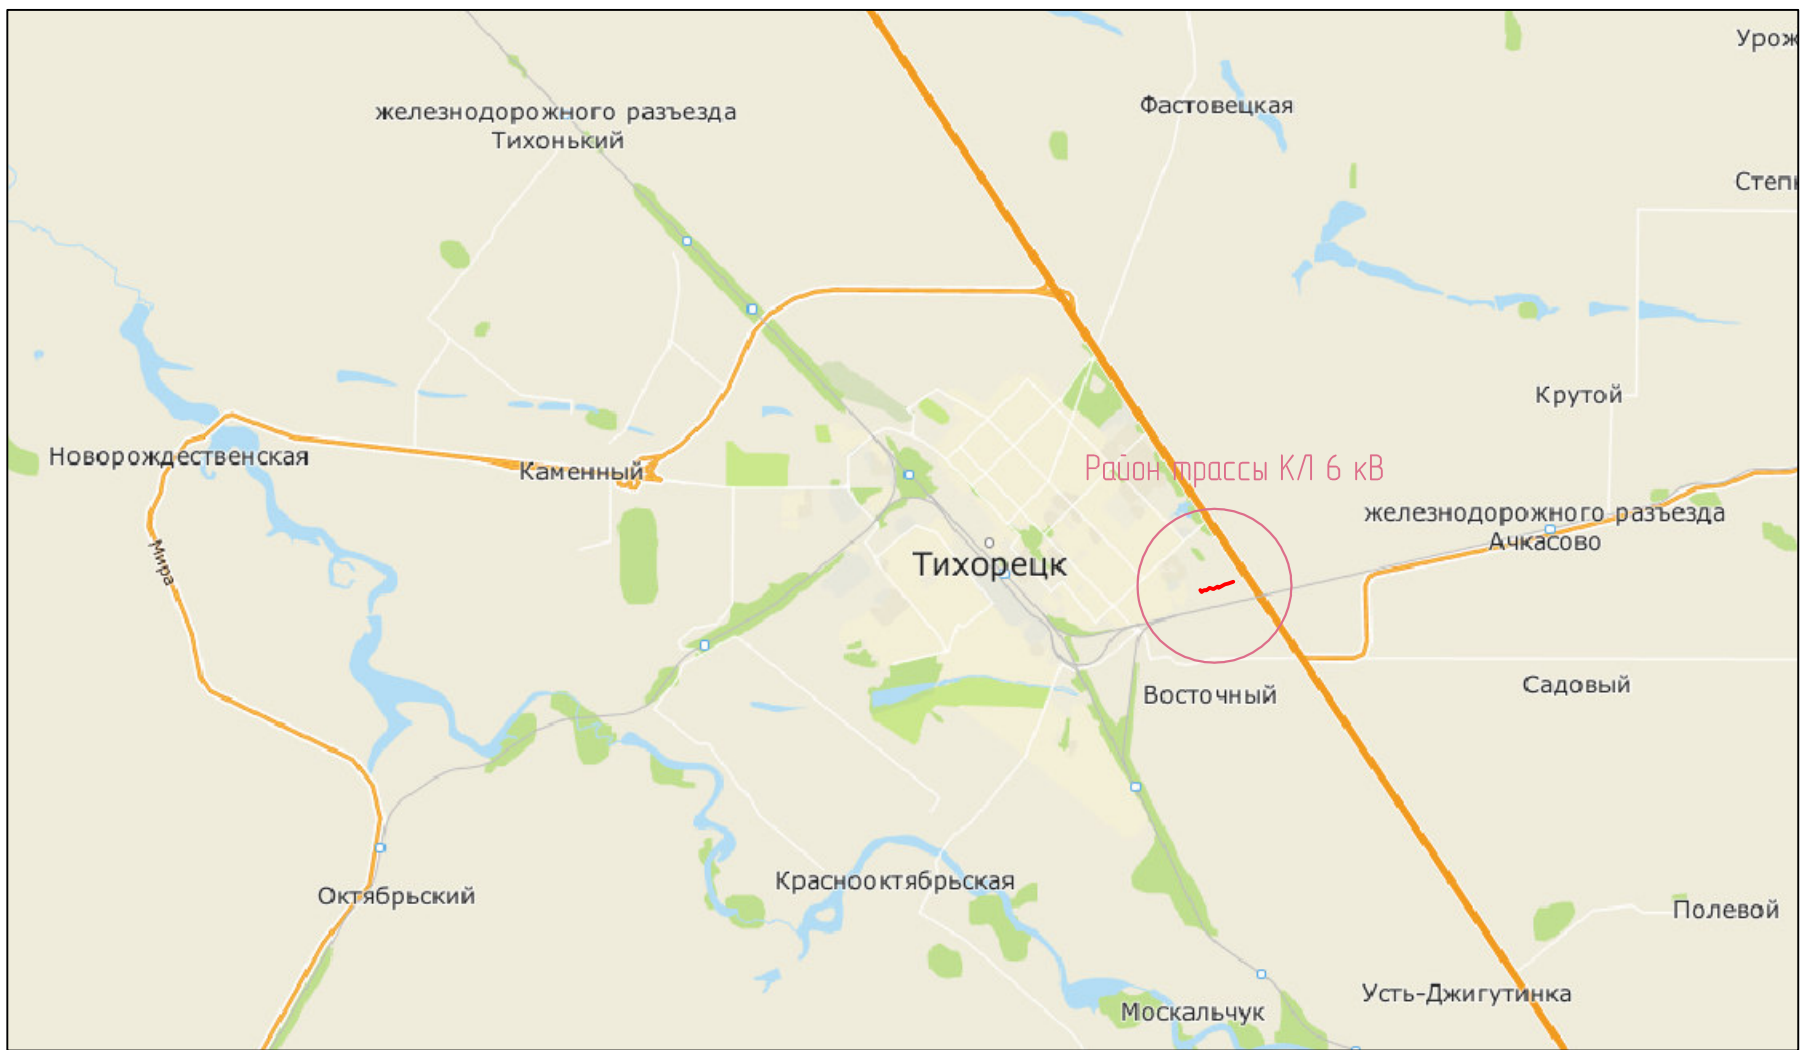 Урож
железнодорожного разъезда
Тихонький
Фастовецкая
Степн
Крутой
Новорождественская
Каменный
Район трассы КЛ 6 кВ
железнодорожного разъезда
Ачкасово
Мира
Тихорецк
Восточный
Садовый
Краснооктябрьская
Октябрьский
Полевой
Усть-Джигутинка
Москальчук